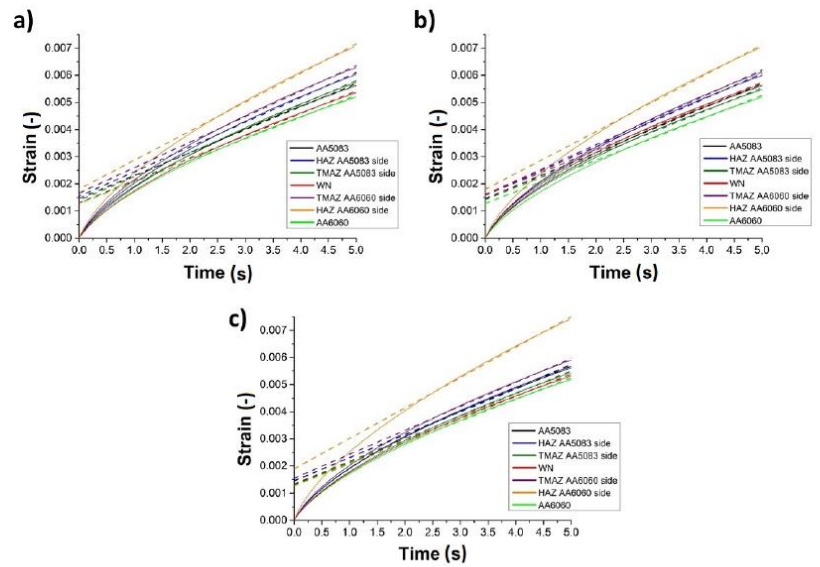 a)
Strain (-)
0.007
0.006
0.005
0.004
0.003
0.002
0.001
0.000
AA5083
HAZ AA5083 side
TMAZ AA5083 side
WN
TMAZ AA6060 side
HAZ AA6060 side
AA6060
0.0 0.5 1.0 1.5 2.0 2.5 3.0 3.5 4.0 4.5 5.0
Time (s)
b)
Strain (-)
0.007
0.006
0.005
0.004
0.003
0.002
0.001
0.000
AA5083
HAZ AA5083 side
TMAZ AA5083 side
WN
TMAZ AA6060 side
HAZ AA6060 side
AA6060
0.0 0.5 1.0 1.5 2.0 2.5 3.0 3.5 4.0 4.5 5.0
Time (s)
c)
Strain (-)
0.007
0.006
0.005
0.004
0.003
0.002
0.001
0.000
AA5083
HAZ AA5083 side
TMAZ AA5083 side
WN
TMAZ AA6060 side
HAZ AA6060 side
AA6060
0.0 0.5 1.0 1.5 2.0 2.5 3.0 3.5 4.0 4.5 5.0
Time (s)